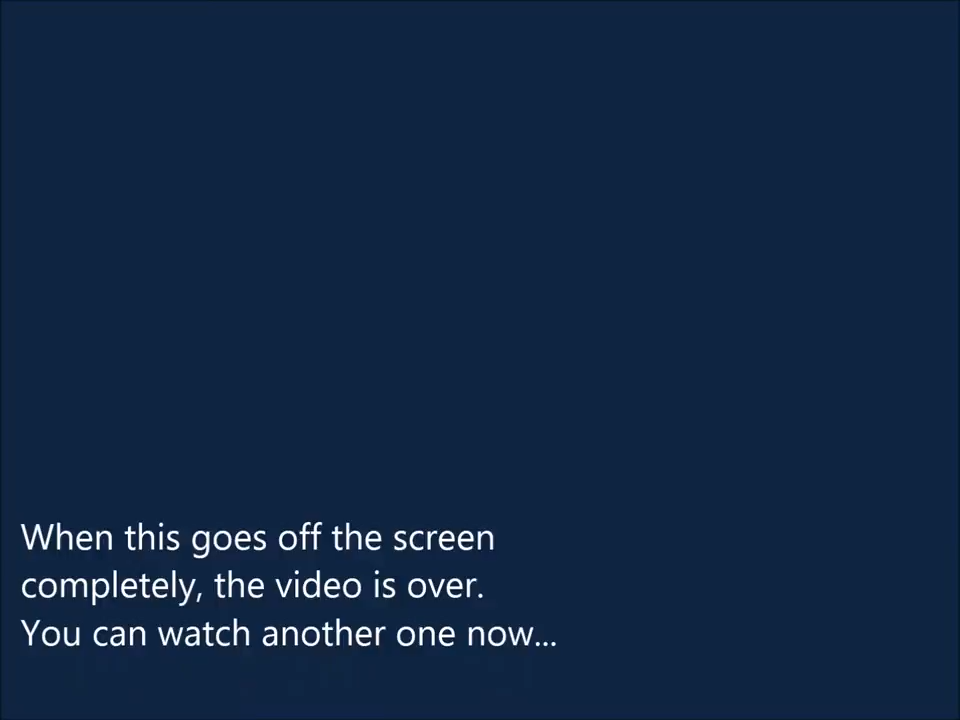 When this goes off the screen
completely, the video is over.
You can watch another one now...